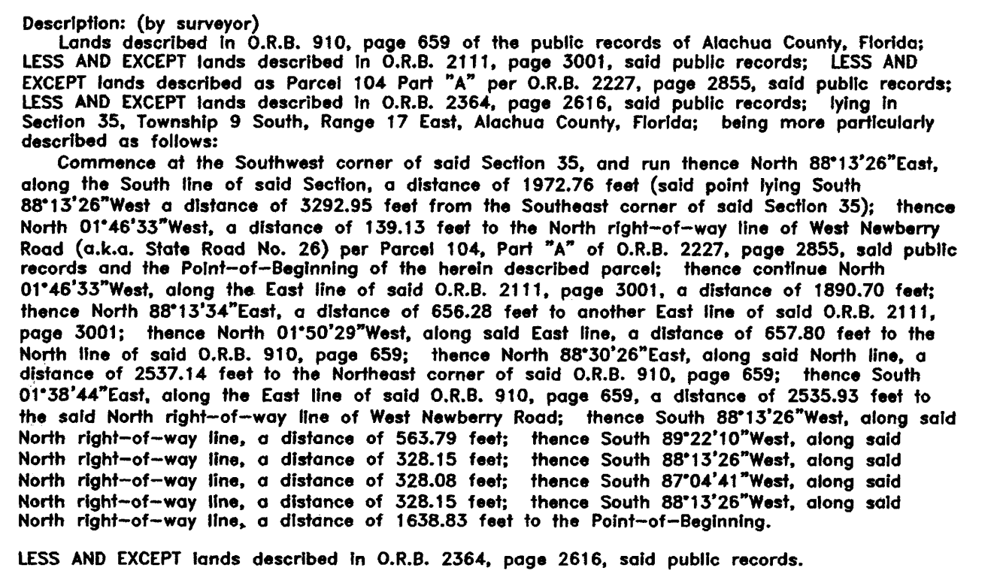 Description: (by surveyor)
Lands described in O.R.B. 910, page 659 of the public records of Alachua County, Florida;
LESS AND EXCEPT lands described in O.R.B. 2111, page 3001, said public records; LESS AND
EXCEPT lands described as Parcel 104 Part "A" per O.R.B. 2227, page 2855, said public records;
LESS AND EXCEPT lands described in O.R.B. 2364, page 2616, said public records; lying in
Section 35, Township 9 South, Range 17 East, Alachua County, Florida; being more particularly
described as follows:
Commence at the Southwest corner of said Section 35, and run thence North 88°13'26"East,
along the South line of said Section, a distance of 1972.76 feet (said point lying South
88°13'26"West a distance of 3292.95 feet from the Southeast corner of said Section 35); thence
North 01°46'33"West, a distance of 139.13 feet to the North right-of-way line of West Newberry
Road (a.k.a. State Road No. 26) per Parcel 104, Part "A" of O.R.B. 2227, page 2855, said public
records and the Point-of-Beginning of the herein described parcel; thence continue North
01°46'33"West, along the East line of said O.R.B. 2111, page 3001, a distance of 1890.70 feet;
thence North 88°13'34"East, a distance of 656.28 feet to another East line of said O.R.B. 2111,
page 3001; thence North 01°50'29"West, along said East line, a distance of 657.80 feet to the
North line of said O.R.B. 910, page 659; thence North 88°30'26"East, along said North line, a
distance of 2537.14 feet to the Northeast corner of said O.R.B. 910, page 659; thence South
01°38'44"East, along the East line of said O.R.B. 910, page 659, a distance of 2535.93 feet to
the said North right-of-way line of West Newberry Road; thence South 88°13'26"West, along said
North right-of-way line, a distance of 563.79 feet; thence South 89°22'10"West, along said
North right-of-way line, a distance of 328.15 feet; thence South 88°13'26"West, along said
North right-of-way line, a distance of 328.08 feet; thence South 87°04'41"West, along said
North right-of-way line, a distance of 328.15 feet; thence South 88°13'26"West, along said
North right-of-way line, a distance of 1638.83 feet to the Point-of-Beginning.
LESS AND EXCEPT lands described in O.R.B. 2364, page 2616, said public records.